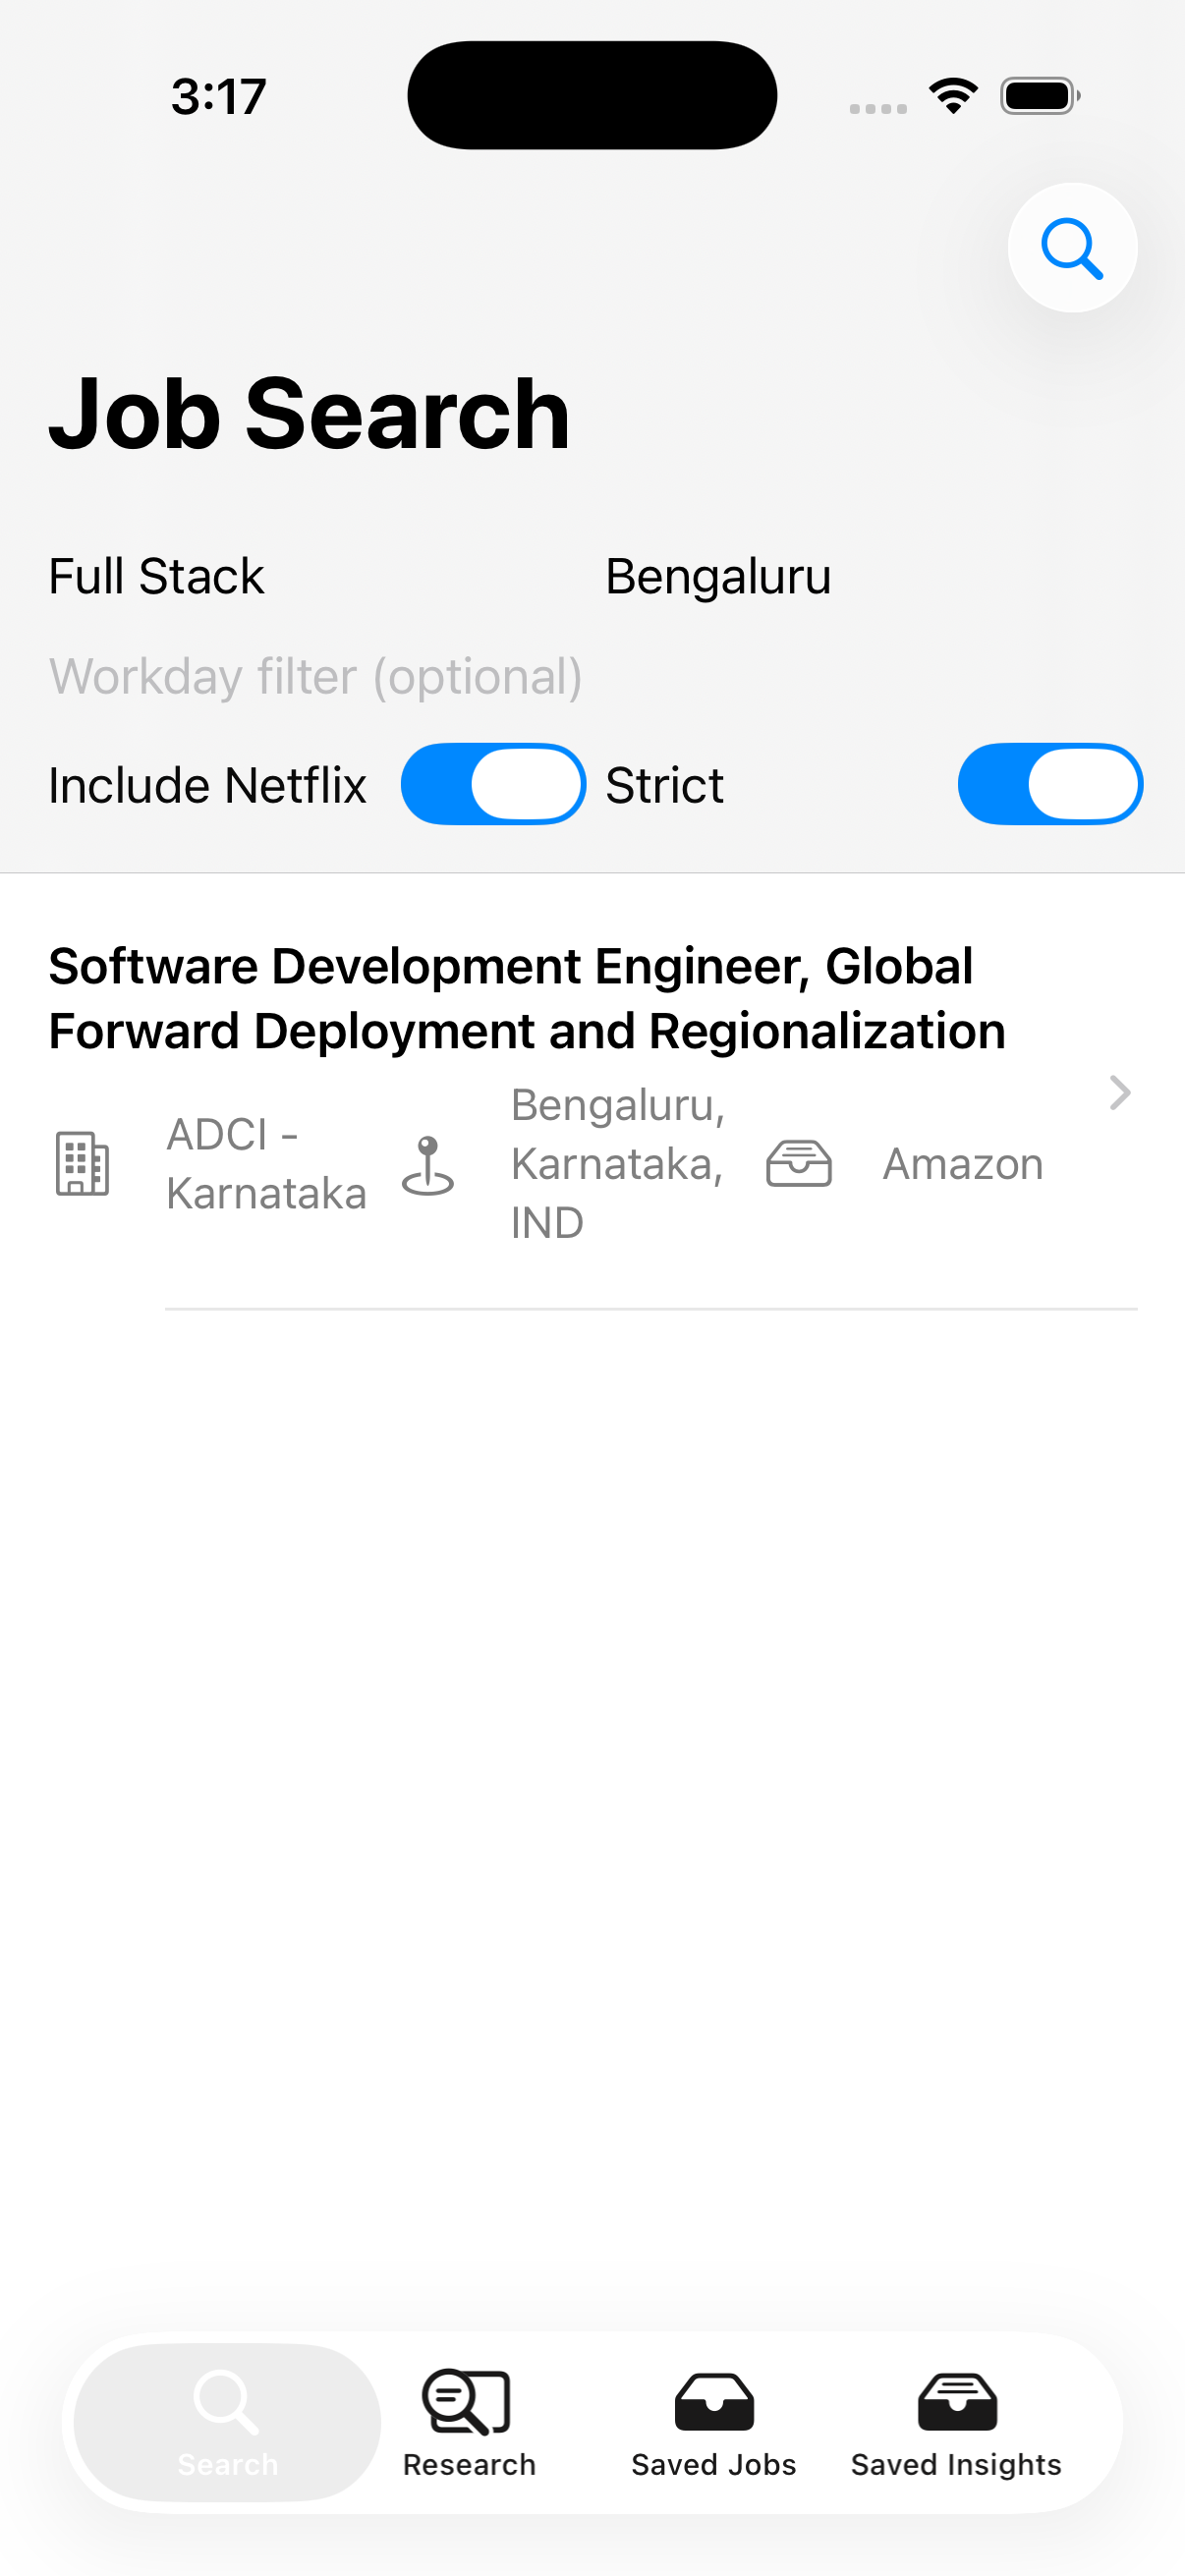 3:17
Job Search
Full Stack
Bengaluru
Workday filter (optional)
Include Netflix
Strict
Software Development Engineer, Global
Forward Deployment and Regionalization
ADCI -
Karnataka
Bengaluru,
Karnataka,
IND
Amazon
Search
Research
Saved Jobs
Saved Insights